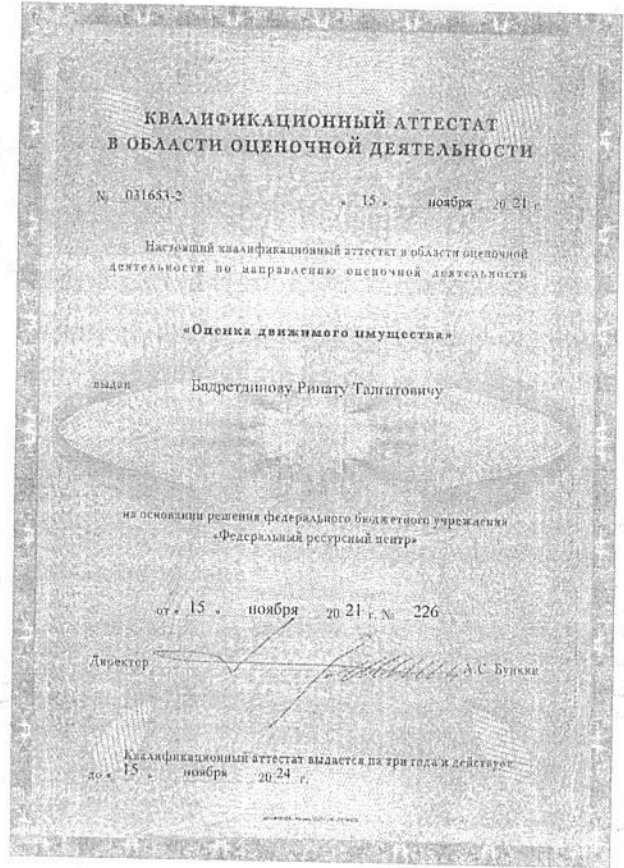 КВАЛИФИКАЦИОННЫЙ АТТЕСТАТ
В ОБЛАСТИ ОЦЕНОЧНОЙ ДЕЯТЕЛЬНОСТИ
№ 031653-2 « 15 » ноября 20 21 г.
Настоящий квалификационный аттестат в области оценочной
деятельности по направлению оценочной деятельности
«Оценка движимого имущества»
выдан Бадретдинову Ринату Талгатовичу
на основании решения федерального бюджетного учреждения
«Федеральный ресурсный центр»
от « 15 » ноября 20 21 г. № 226
Директор А.С. Бункин
Квалификационный аттестат выдается на три года и действует
до « 15 » ноября 20 24 г.